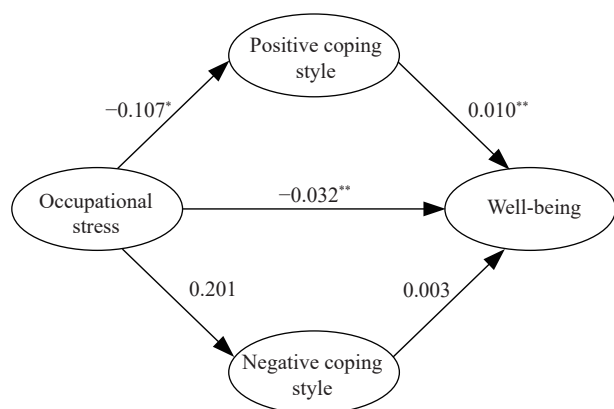 Positive coping
style
−0.107*
0.010**
Occupational
stress
−0.032**
Well-being
0.201
0.003
Negative coping
style